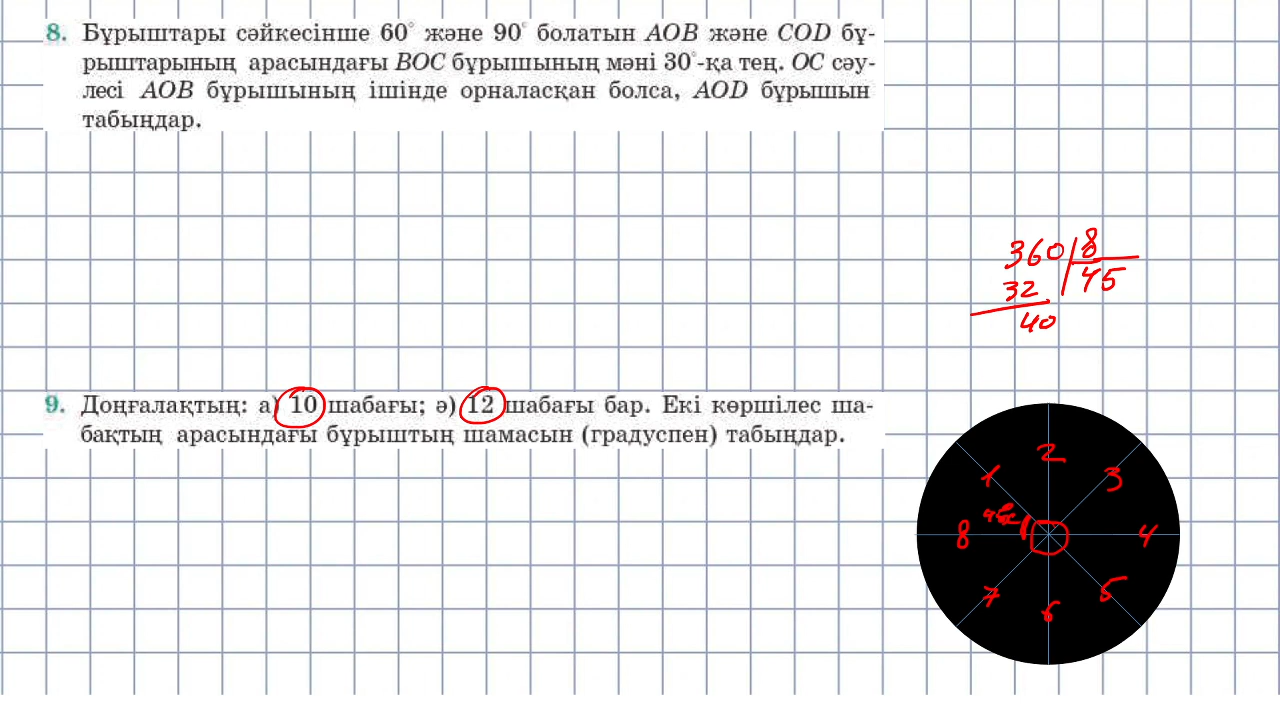 8. Бұрыштары сәйкесінше 60° және 90° болатын AOB және COD бұ-
рыштарының арасындағы BOC бұрышының мәні 30°-қа тең. OC сәу-
лесі AOB бұрышының ішінде орналасқан болса, AOD бұрышын
табыңдар.
360 8
32 45
40
9. Доңғалақтың: а) 10 шабағы; ә) 12 шабағы бар. Екі көршілес ша-
бақтың арасындағы бұрыштың шамасын (градуспен) табыңдар.
2
1 3
8 4
7 5
6